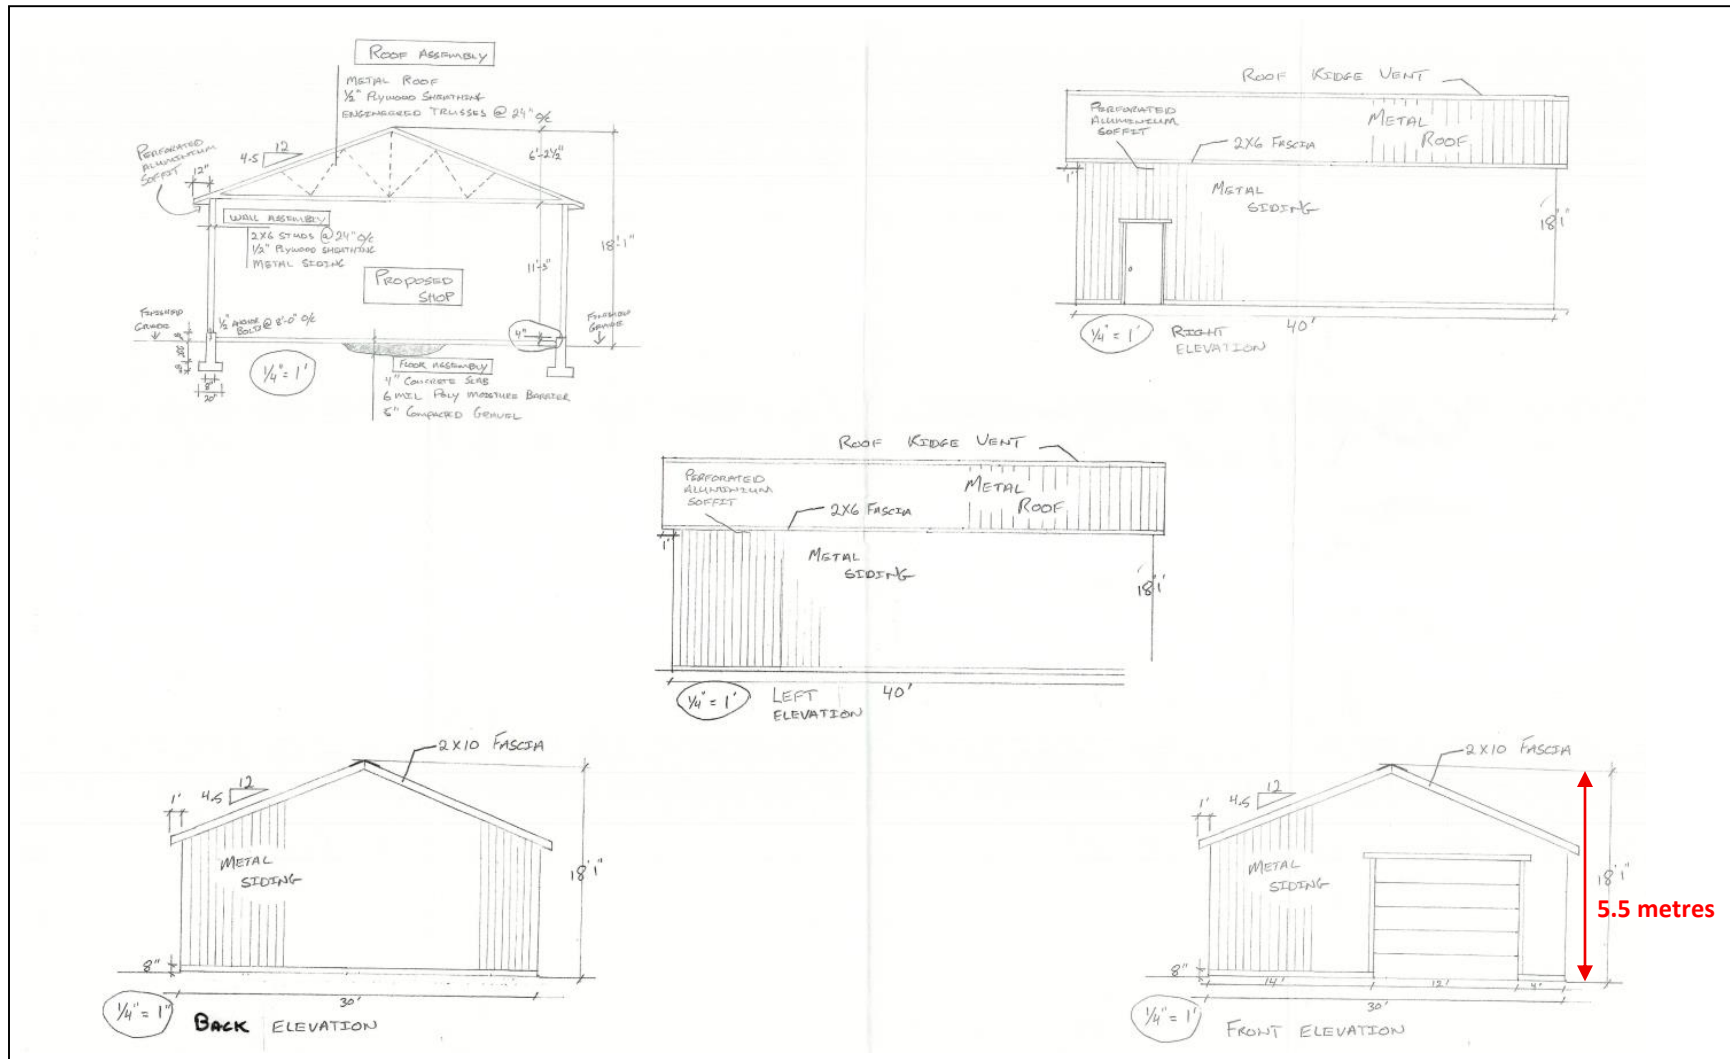 ROOF ASSEMBLY
METAL ROOF
1/2" PLYWOOD SHEATHING
ENGINEERED TRUSSES @ 24" o/c
PERFORATED
ALUMINIUM
SOFFIT
12
4.5
12"
6'-2 1/2"
WALL ASSEMBLY
2X6 STUDS @ 24" o/c
1/2" PLYWOOD SHEATHING
METAL SIDING
18'-1"
11'-3"
PROPOSED
SHOP
FINISHED
GRADE
1/2" ANCHOR
BOLTS @ 8'-0" o/c
4"
FINISHED
GRADE
8"
20"
1/4" = 1'
FLOOR ASSEMBLY
4" CONCRETE SLAB
6 MIL POLY MOISTURE BARRIER
5" COMPACTED GRAVEL
ROOF RIDGE VENT
PERFORATED
ALUMINIUM
SOFFIT
METAL
ROOF
2X6 FASCIA
1'
METAL
SIDING
18'1"
40'
1/4" = 1'
RIGHT
ELEVATION
ROOF RIDGE VENT
PERFORATED
ALUMINIUM
SOFFIT
METAL
ROOF
2X6 FASCIA
1'
METAL
SIDING
18'1'
40'
1/4" = 1'
LEFT
ELEVATION
2X10 FASCIA
12
4.5
1'
METAL
SIDING
18'1"
8"
30'
1/4" = 1"
BACK ELEVATION
2X10 FASCIA
12
4.5
1'
METAL
SIDING
18'1"
5.5 metres
8"
14' 12' 4'
30'
1/4" = 1'
FRONT ELEVATION